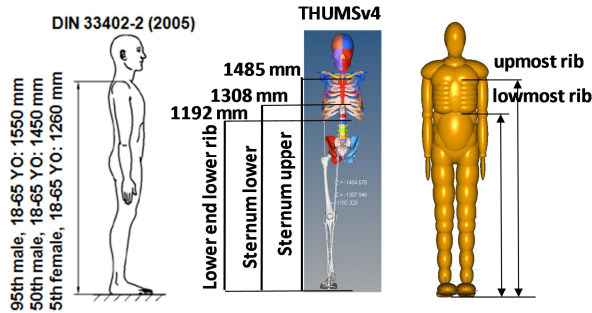 DIN 33402-2 (2005)
95th male, 18-65 YO: 1550 mm
50th male, 18-65 YO: 1450 mm
5th female, 18-65 YO: 1260 mm
THUMSv4
1485 mm
1308 mm
1192 mm
Lower end lower rib
Sternum lower
Sternum upper
upmost rib
lowmost rib